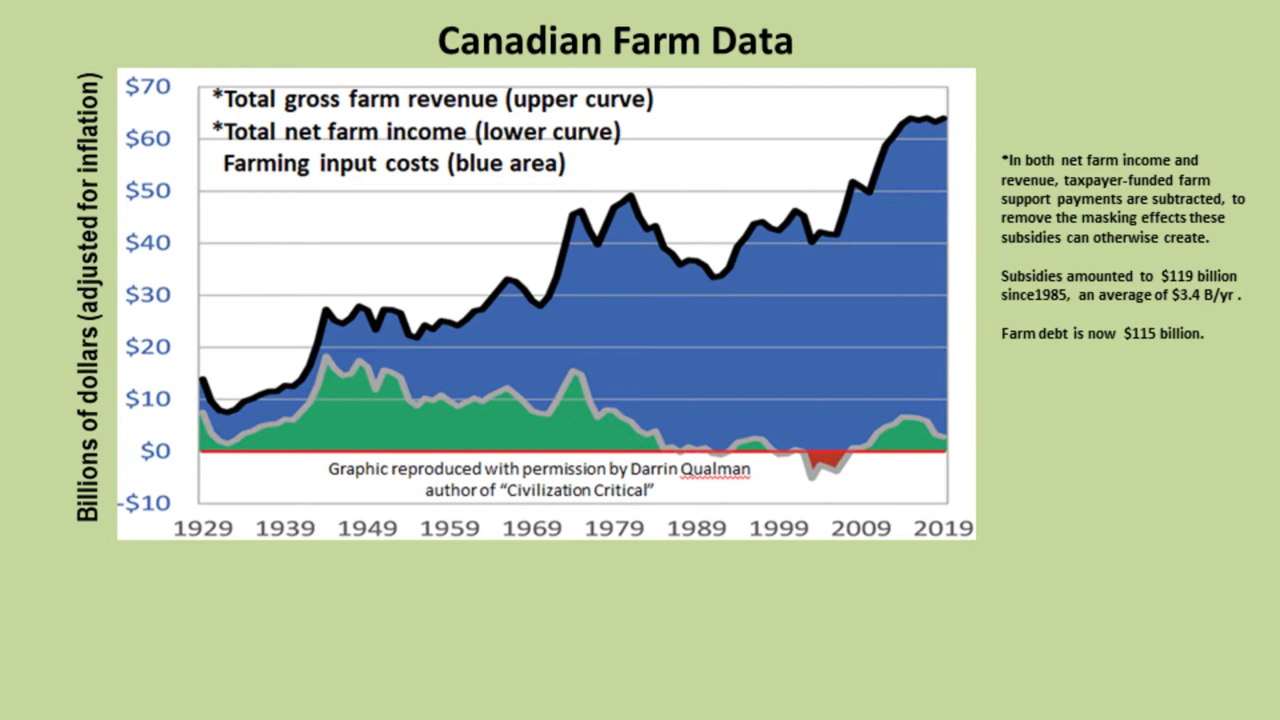 Canadian Farm Data
Billions of dollars (adjusted for inflation)
$70
$60
$50
$40
$30
$20
$10
$0
-$10
*Total gross farm revenue (upper curve)
*Total net farm income (lower curve)
Farming input costs (blue area)
Graphic reproduced with permission by Darrin Qualman
author of "Civilization Critical"
1929 1939 1949 1959 1969 1979 1989 1999 2009 2019
*In both net farm income and
revenue, taxpayer-funded farm
support payments are subtracted, to
remove the masking effects these
subsidies can otherwise create.
Subsidies amounted to $119 billion
since1985, an average of $3.4 B/yr .
Farm debt is now $115 billion.